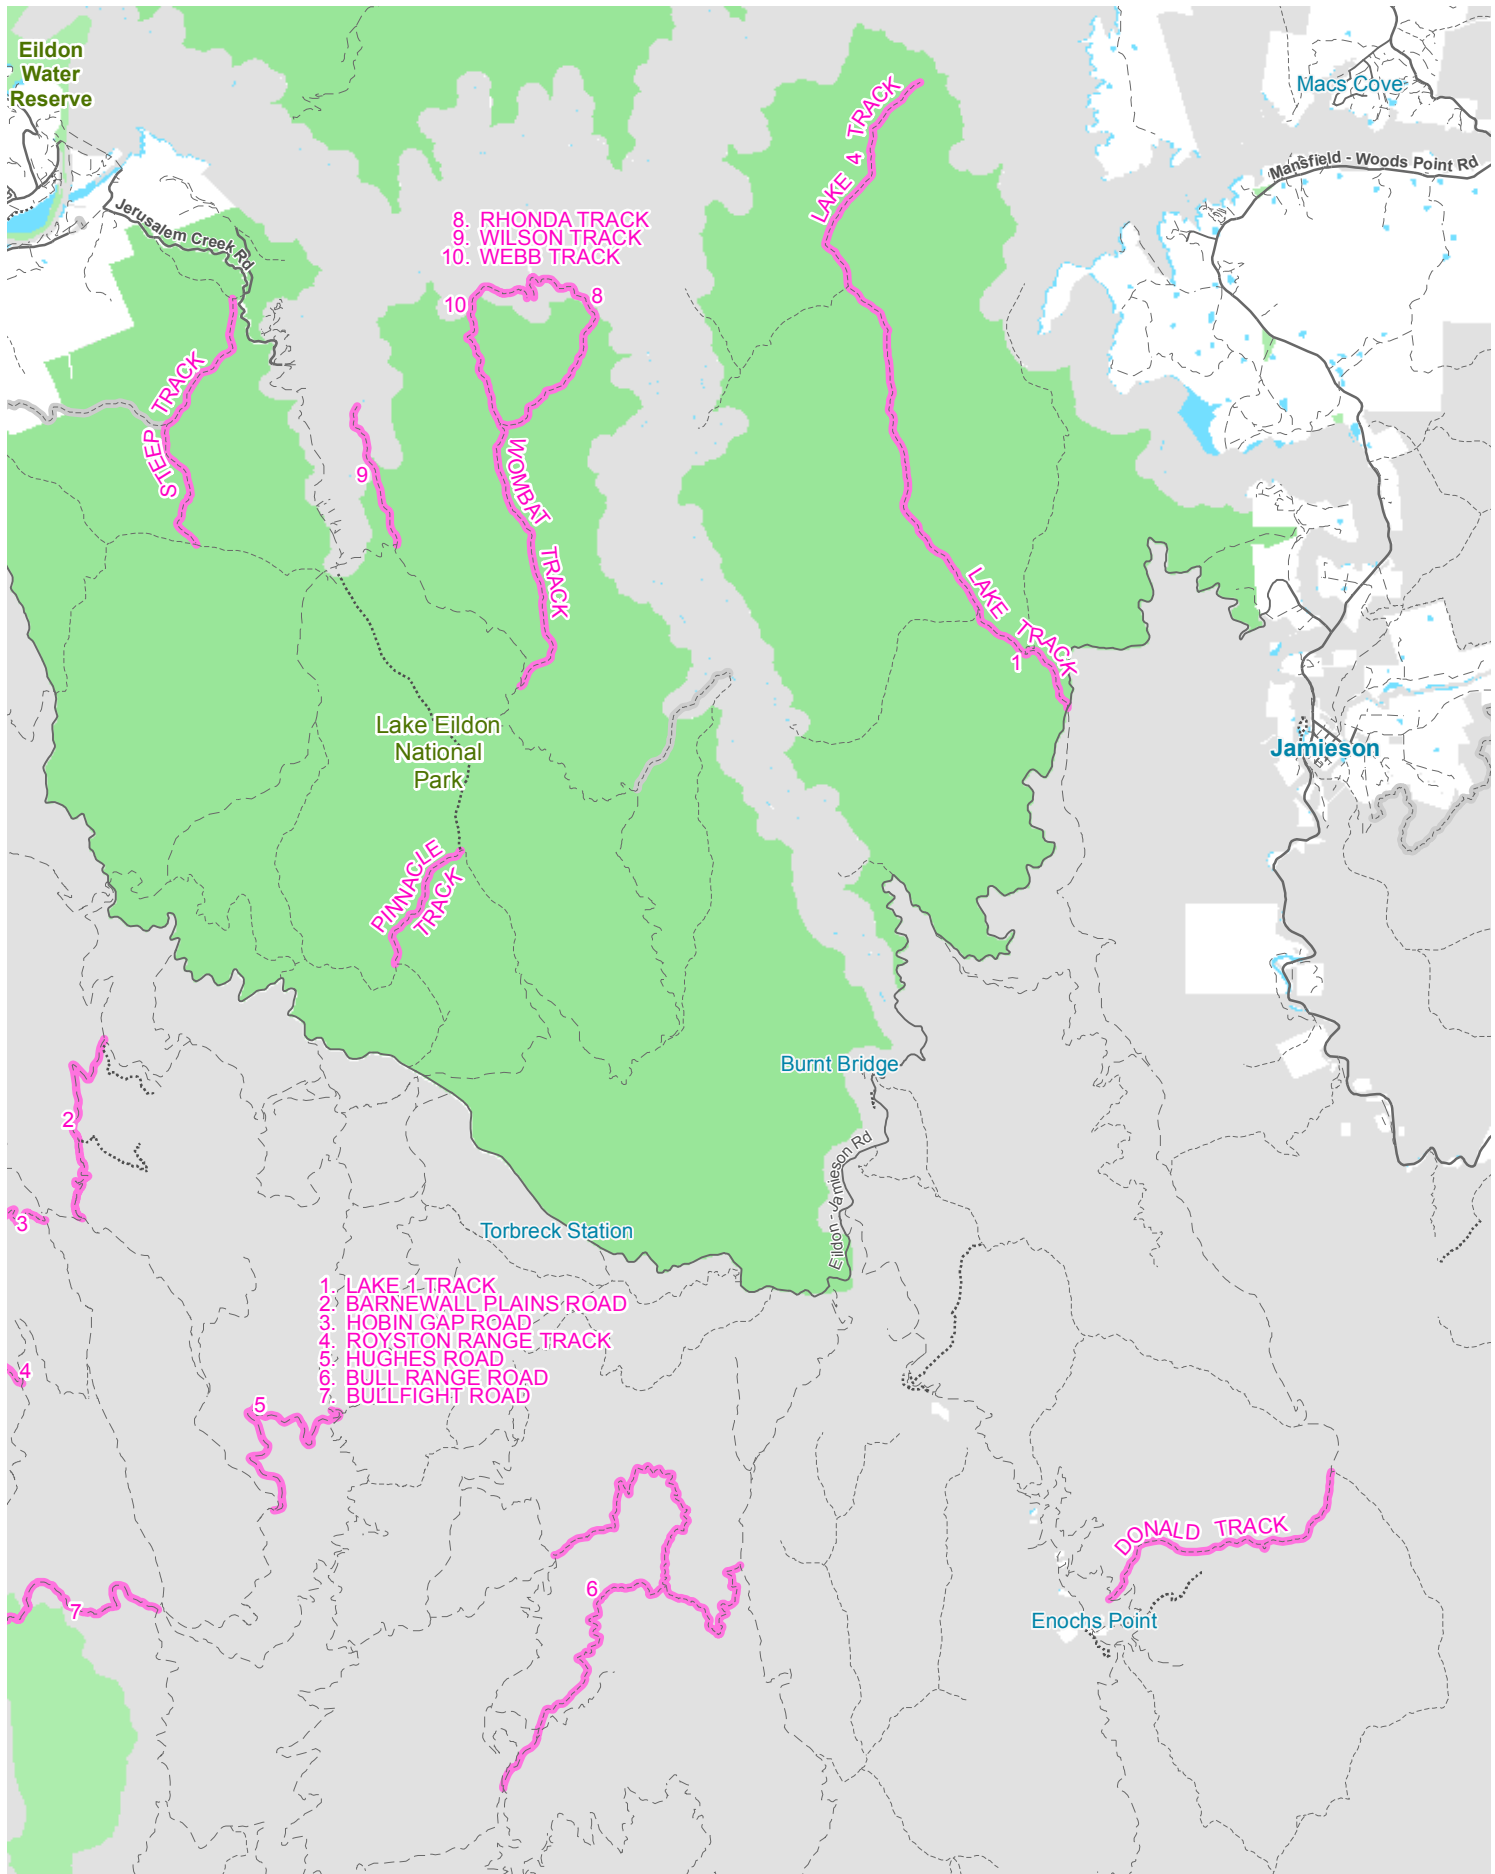 Eildon
Water
Reserve
Macs Cove
LAKE 4 TRACK
Mansfield - Woods Point Rd
Jerusalem Creek Rd
8. RHONDA TRACK
9. WILSON TRACK
10. WEBB TRACK
10
8
STEEP TRACK
9
WOMBAT TRACK
LAKE TRACK
1
Lake Eildon
National
Park
Jamieson
PINNACLE
TRACK
Burnt Bridge
2
Eildon - Jamieson Rd
3
Torbreck Station
1. LAKE 1 TRACK
2. BARNEWALL PLAINS ROAD
3. HOBIN GAP ROAD
4. ROYSTON RANGE TRACK
5. HUGHES ROAD
6. BULL RANGE ROAD
7. BULLFIGHT ROAD
4
5
DONALD TRACK
6
7
Enochs Point